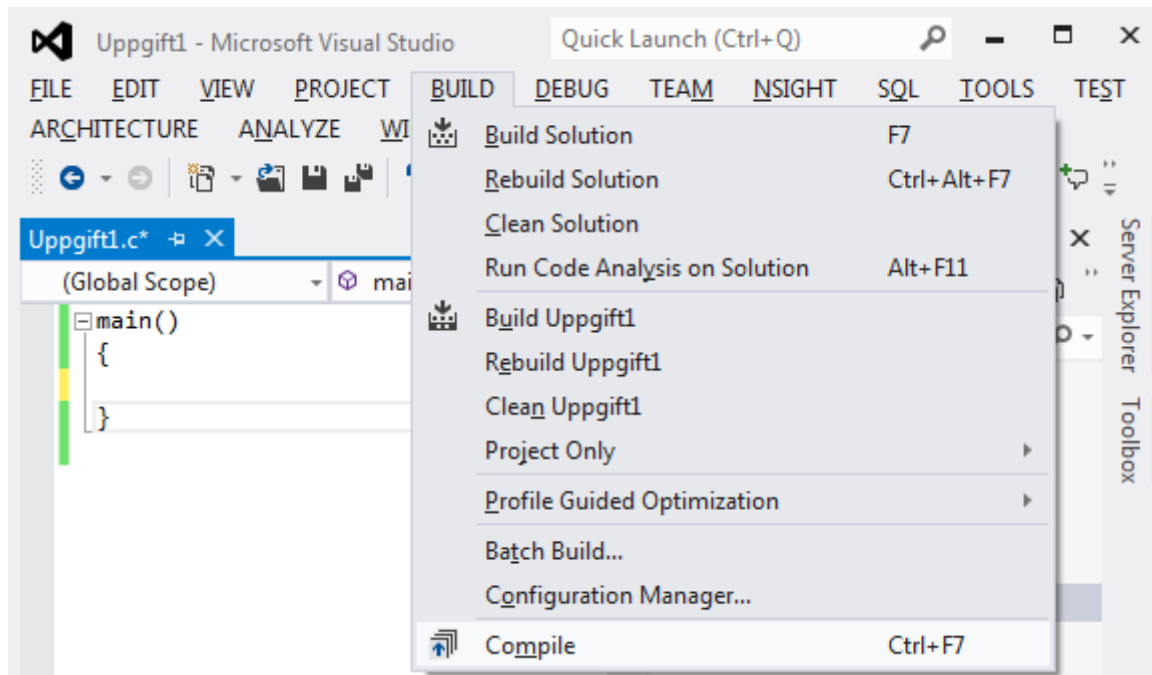 Uppgift1 - Microsoft Visual Studio Quick Launch (Ctrl+Q)
FILE EDIT VIEW PROJECT BUILD DEBUG TEAM NSIGHT SQL TOOLS TEST
ARCHITECTURE ANALYZE WI
Build Solution F7
Rebuild Solution Ctrl+Alt+F7
Clean Solution
Run Code Analysis on Solution Alt+F11
Build Uppgift1
Rebuild Uppgift1
Clean Uppgift1
Project Only
Profile Guided Optimization
Batch Build...
Configuration Manager...
Compile Ctrl+F7
Uppgift1.c*
(Global Scope) mai
main()
{
}
Server Explorer
Toolbox